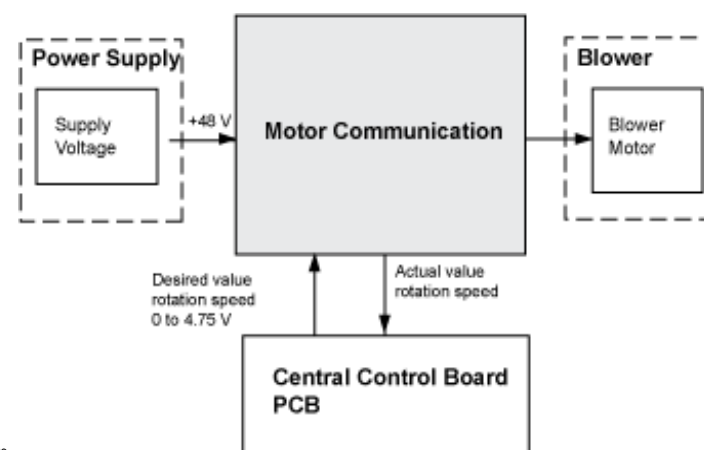 Power Supply
Supply
Voltage
+48 V
Motor Communication
Blower
Blower
Motor
Desired value
rotation speed
0 to 4.75 V
Actual value
rotation speed
Central Control Board
PCB